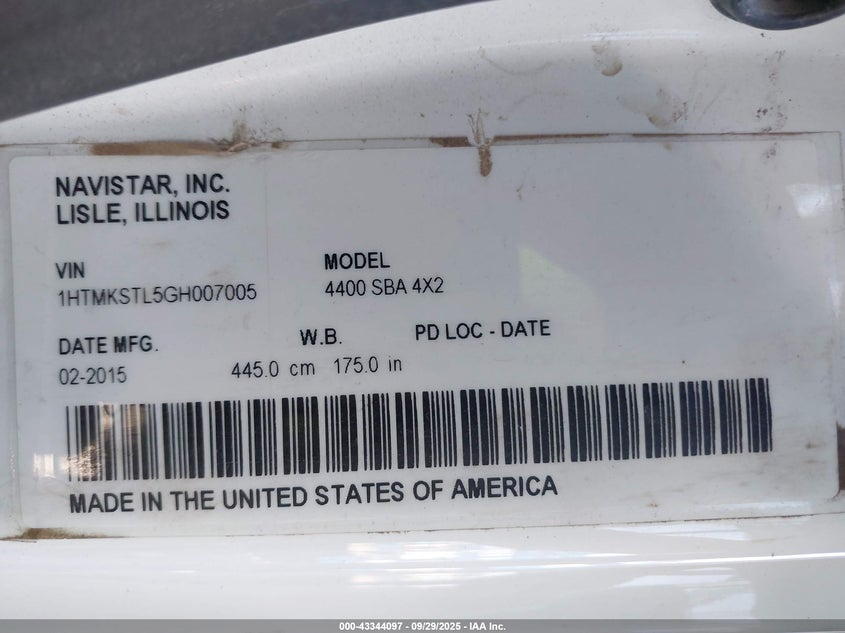 NAVISTAR, INC.
LISLE, ILLINOIS
VIN
1HTMKSTL5GH007005
MODEL
4400 SBA 4X2
DATE MFG.
02-2015
W.B.
445.0 cm 175.0 in
PD LOC - DATE
MADE IN THE UNITED STATES OF AMERICA
000-43344097 - 09/29/2025 - IAA Inc.